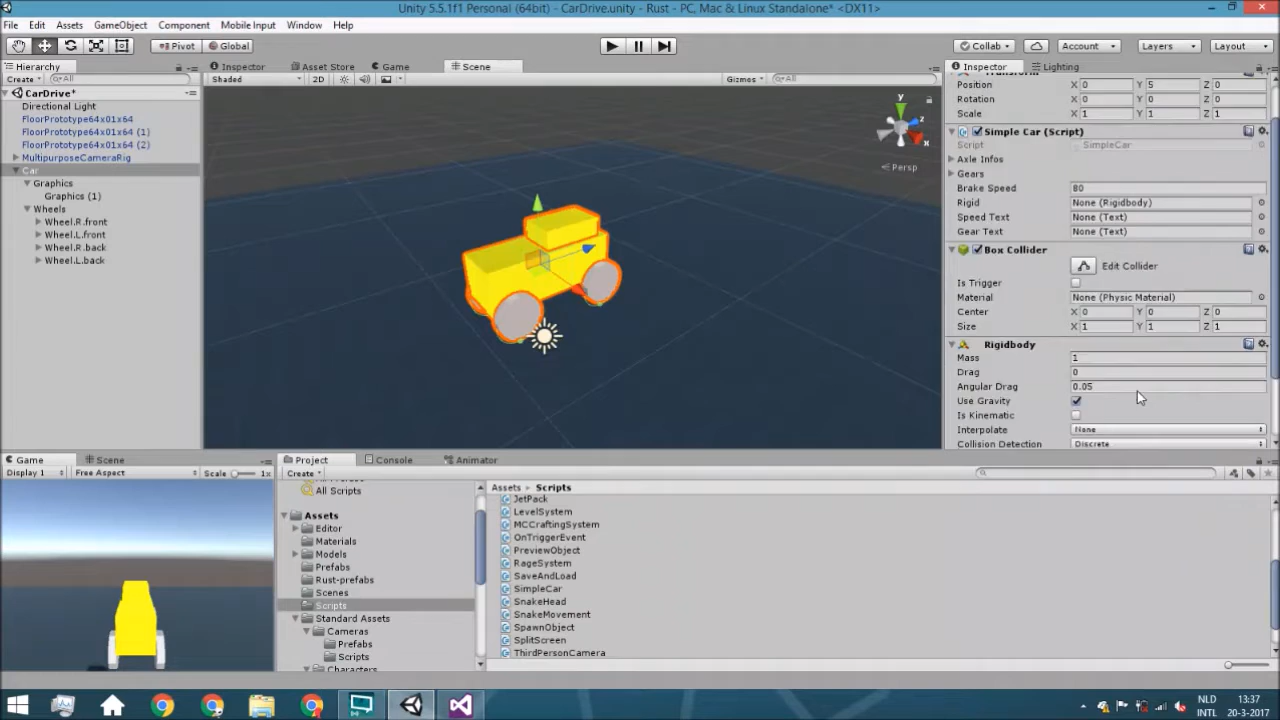 Unity 5.5.1f1 Personal (64bit) - CarDrive.unity - Rust - PC, Mac & Linux Standalone* <DX11>
File Edit Assets GameObject Component Mobile Input Window Help
Pivot Global Collab Account Layers Layout
Hierarchy Inspector Asset Store Game Scene Inspector Lighting
Create All Shaded 2D Gizmos All
CarDrive*
Directional Light
FloorPrototype64x01x64
FloorPrototype64x01x64 (1)
FloorPrototype64x01x64 (2)
MultipurposeCameraRig
Car
Graphics
Graphics (1)
Wheels
Wheel.R.front
Wheel.L.front
Wheel.R.back
Wheel.L.back
y
z
x
Persp
Transform
Position X 0 Y 5 Z 0
Rotation X 0 Y 0 Z 0
Scale X 1 Y 1 Z 1
Simple Car (Script)
Script SimpleCar
Axle Infos
Gears
Brake Speed 80
Rigid None (Rigidbody)
Speed Text None (Text)
Gear Text None (Text)
Box Collider
Edit Collider
Is Trigger
Material None (Physic Material)
Center X 0 Y 0 Z 0
Size X 1 Y 1 Z 1
Rigidbody
Mass 1
Drag 0
Angular Drag 0.05
Use Gravity
Is Kinematic
Interpolate None
Collision Detection Discrete
Game Scene
Display 1 Free Aspect Scale 1x
Project Console Animator
Create
All Scripts
Assets
Editor
Materials
Models
Prefabs
Rust-prefabs
Scenes
Scripts
Standard Assets
Cameras
Prefabs
Scripts
Characters
Assets Scripts
JetPack
LevelSystem
MCCraftingSystem
OnTriggerEvent
PreviewObject
RageSystem
SaveAndLoad
SimpleCar
SnakeHead
SnakeMovement
SpawnObject
SplitScreen
ThirdPersonCamera
NLD 13:37
INTL 20-3-2017